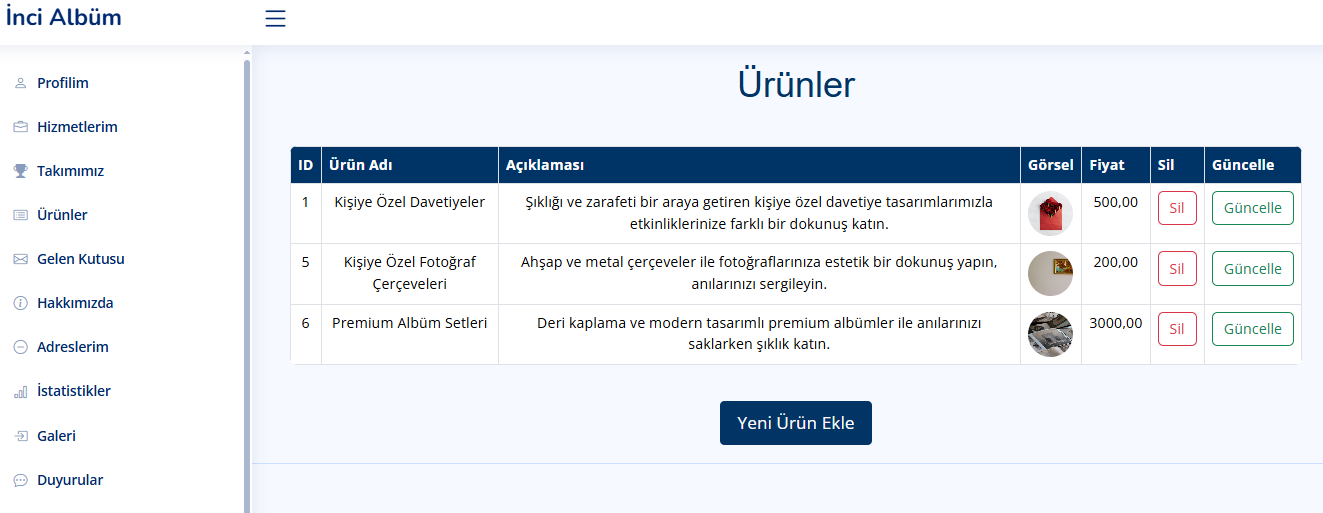 İnci Albüm
Profilim
Hizmetlerim
Takımımız
Ürünler
Gelen Kutusu
Hakkımızda
Adreslerim
İstatistikler
Galeri
Duyurular
Ürünler
ID Ürün Adı Açıklaması Görsel Fiyat Sil Güncelle
1 Kişiye Özel Davetiyeler Şıklığı ve zarafeti bir araya getiren kişiye özel davetiye tasarımlarımızla 500,00 Sil Güncelle
etkinliklerinize farklı bir dokunuş katın.
5 Kişiye Özel Fotoğraf Ahşap ve metal çerçeveler ile fotoğraflarınıza estetik bir dokunuş yapın, 200,00 Sil Güncelle
Çerçeveleri anılarınızı sergileyin.
6 Premium Albüm Setleri Deri kaplama ve modern tasarımlı premium albümler ile anılarınızı 3000,00 Sil Güncelle
saklarken şıklık katın.
Yeni Ürün Ekle